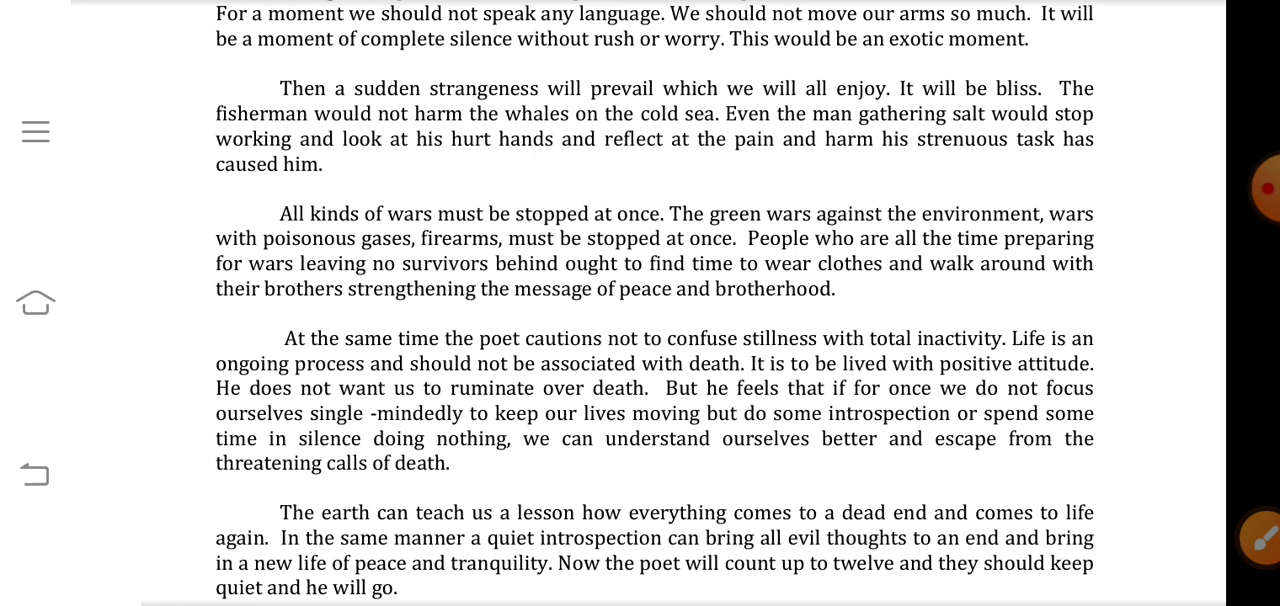 For a moment we should not speak any language. We should not move our arms so much.  It will
be a moment of complete silence without rush or worry. This would be an exotic moment.
Then a sudden strangeness will prevail which we will all enjoy. It will be bliss.  The
fisherman would not harm the whales on the cold sea. Even the man gathering salt would stop
working and look at his hurt hands and reflect at the pain and harm his strenuous task has
caused him.
All kinds of wars must be stopped at once. The green wars against the environment, wars
with poisonous gases, firearms, must be stopped at once.  People who are all the time preparing
for wars leaving no survivors behind ought to find time to wear clothes and walk around with
their brothers strengthening the message of peace and brotherhood.
At the same time the poet cautions not to confuse stillness with total inactivity. Life is an
ongoing process and should not be associated with death. It is to be lived with positive attitude.
He does not want us to ruminate over death.  But he feels that if for once we do not focus
ourselves single -mindedly to keep our lives moving but do some introspection or spend some
time in silence doing nothing, we can understand ourselves better and escape from the
threatening calls of death.
The earth can teach us a lesson how everything comes to a dead end and comes to life
again.  In the same manner a quiet introspection can bring all evil thoughts to an end and bring
in a new life of peace and tranquility. Now the poet will count up to twelve and they should keep
quiet and he will go.